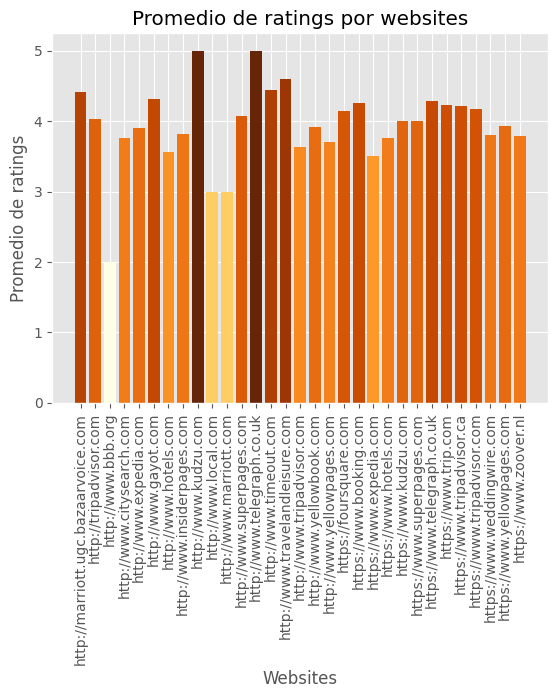 Promedio de ratings por websites
Promedio de ratings
5
4
3
2
1
0
http://marriott.ugc.bazaarvoice.com
http://tripadvisor.com
http://www.bbb.org
http://www.citysearch.com
http://www.expedia.com
http://www.gayot.com
http://www.hotels.com
http://www.insiderpages.com
http://www.kudzu.com
http://www.local.com
http://www.marriott.com
http://www.superpages.com
http://www.telegraph.co.uk
http://www.timeout.com
http://www.travelandleisure.com
http://www.tripadvisor.com
http://www.yellowbook.com
http://www.yellowpages.com
https://foursquare.com
https://www.booking.com
https://www.expedia.com
https://www.hotels.com
https://www.kudzu.com
https://www.superpages.com
https://www.telegraph.co.uk
https://www.trip.com
https://www.tripadvisor.ca
https://www.tripadvisor.com
https://www.weddingwire.com
https://www.yellowpages.com
https://www.zoover.nl
Websites